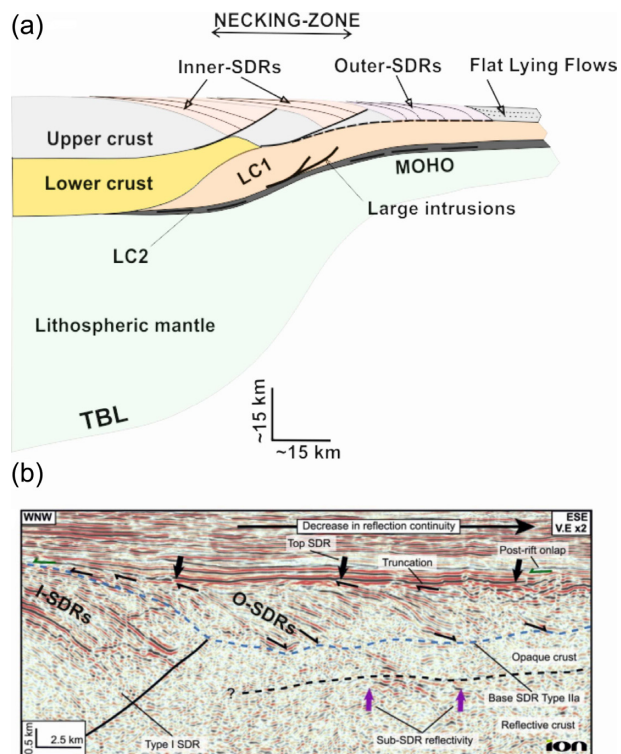 (a)
NECKING-ZONE
Inner-SDRs
Outer-SDRs
Flat Lying Flows
Upper crust
Lower crust
LC1
MOHO
Large intrusions
LC2
Lithospheric mantle
TBL
~15 km
~15 km
(b)
WNW
ESE
V.E x2
Decrease in reflection continuity
Top SDR
Truncation
Post-rift onlap
I-SDRs
O-SDRs
Opaque crust
Base SDR Type IIa
?
Sub-SDR reflectivity
Reflective crust
Type I SDR
0.5 km
2.5 km
ion